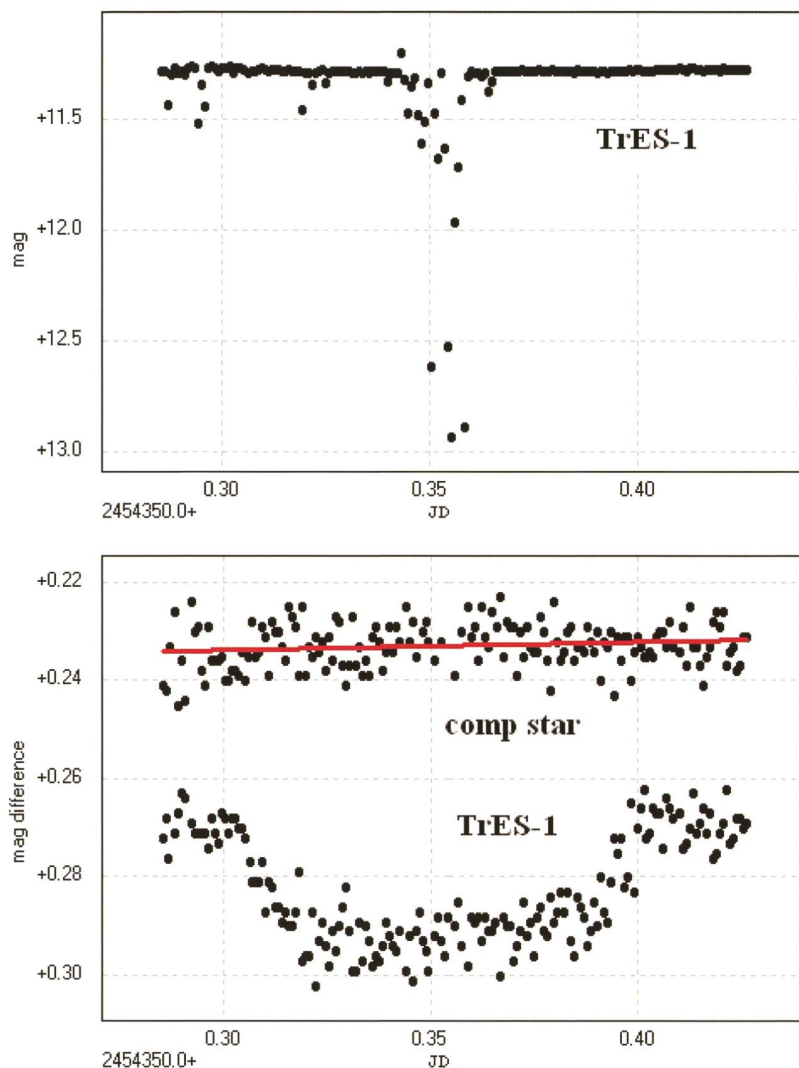 +11.5
TrES-1
+12.0
mag
+12.5
+13.0
0.30 0.35 0.40
2454350.0+ JD
+0.22
+0.24
comp star
+0.26
TrES-1
mag difference
+0.28
+0.30
0.30 0.35 0.40
2454350.0+ JD